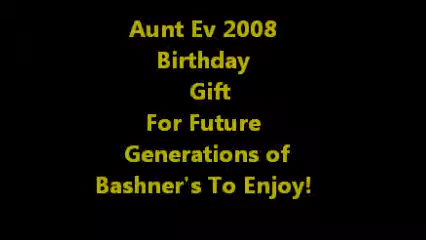 Aunt Ev 2008
Birthday
Gift
For Future
Generations of
Bashner's To Enjoy!